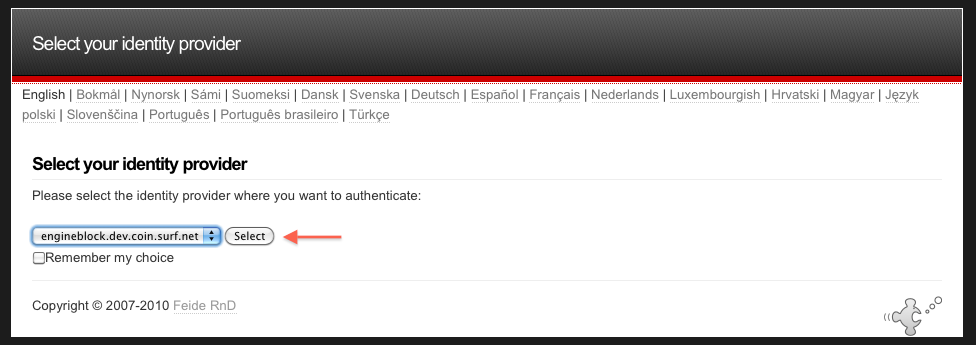 Select your identity provider
English | Bokmål | Nynorsk | Sámi | Suomeksi | Dansk | Svenska | Deutsch | Español | Français | Nederlands | Luxembourgish | Hrvatski | Magyar | Język
polski | Slovenščina | Português | Português brasileiro | Türkçe
Select your identity provider
Please select the identity provider where you want to authenticate:
engineblock.dev.coin.surf.net Select
Remember my choice
Copyright © 2007-2010 Feide RnD